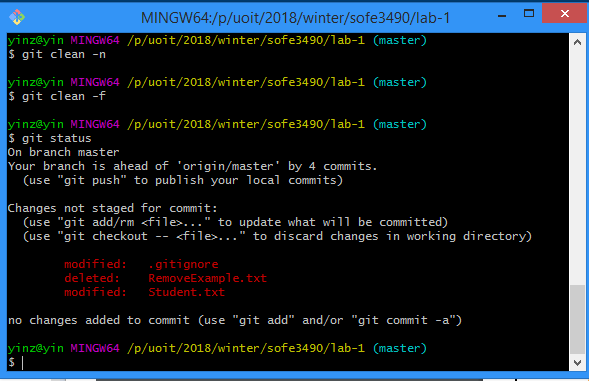 MINGW64:/p/uoit/2018/winter/sofe3490/lab-1
yinz@yin MINGW64 /p/uoit/2018/winter/sofe3490/lab-1 (master)
$ git clean -n
yinz@yin MINGW64 /p/uoit/2018/winter/sofe3490/lab-1 (master)
$ git clean -f
yinz@yin MINGW64 /p/uoit/2018/winter/sofe3490/lab-1 (master)
$ git status
On branch master
Your branch is ahead of 'origin/master' by 4 commits.
(use "git push" to publish your local commits)
Changes not staged for commit:
(use "git add/rm <file>..." to update what will be committed)
(use "git checkout -- <file>..." to discard changes in working directory)
modified: .gitignore
deleted: RemoveExample.txt
modified: Student.txt
no changes added to commit (use "git add" and/or "git commit -a")
yinz@yin MINGW64 /p/uoit/2018/winter/sofe3490/lab-1 (master)
$